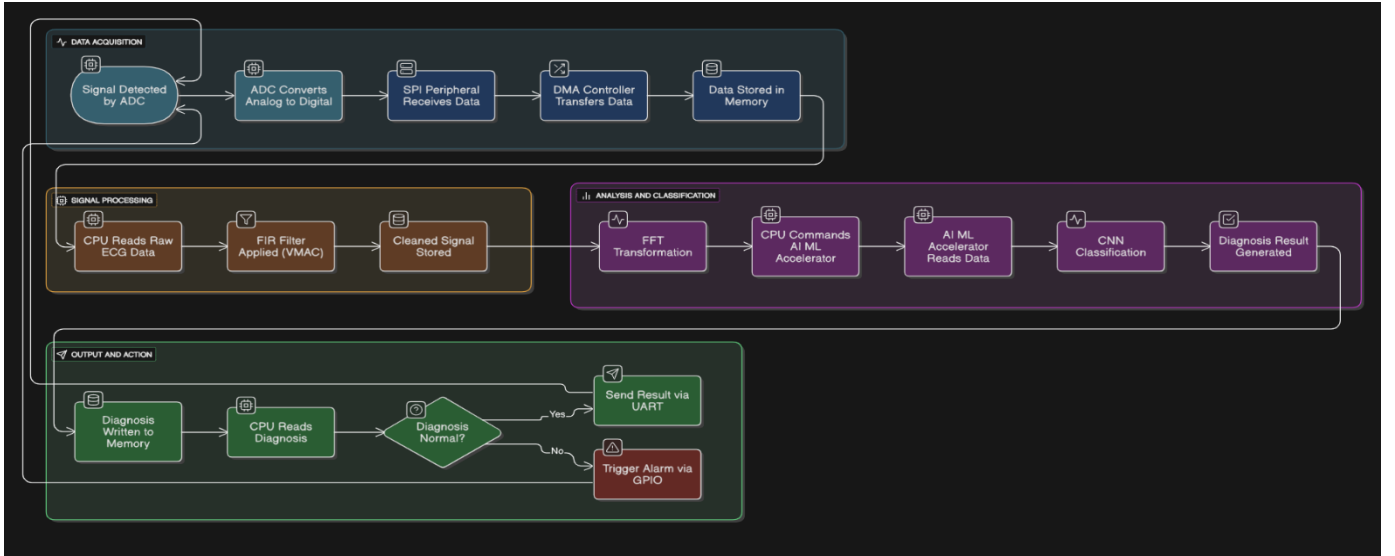 DATA ACQUISITION
Signal Detected
by ADC
ADC Converts
Analog to Digital
SPI Peripheral
Receives Data
DMA Controller
Transfers Data
Data Stored in
Memory
SIGNAL PROCESSING
CPU Reads Raw
ECG Data
FIR Filter
Applied (VMAC)
Cleaned Signal
Stored
ANALYSIS AND CLASSIFICATION
FFT
Transformation
CPU Commands
AI ML
Accelerator
AI ML
Accelerator
Reads Data
CNN
Classification
Diagnosis Result
Generated
OUTPUT AND ACTION
Diagnosis
Written to
Memory
CPU Reads
Diagnosis
Diagnosis
Normal?
Yes
Send Result via
UART
No
Trigger Alarm via
GPIO